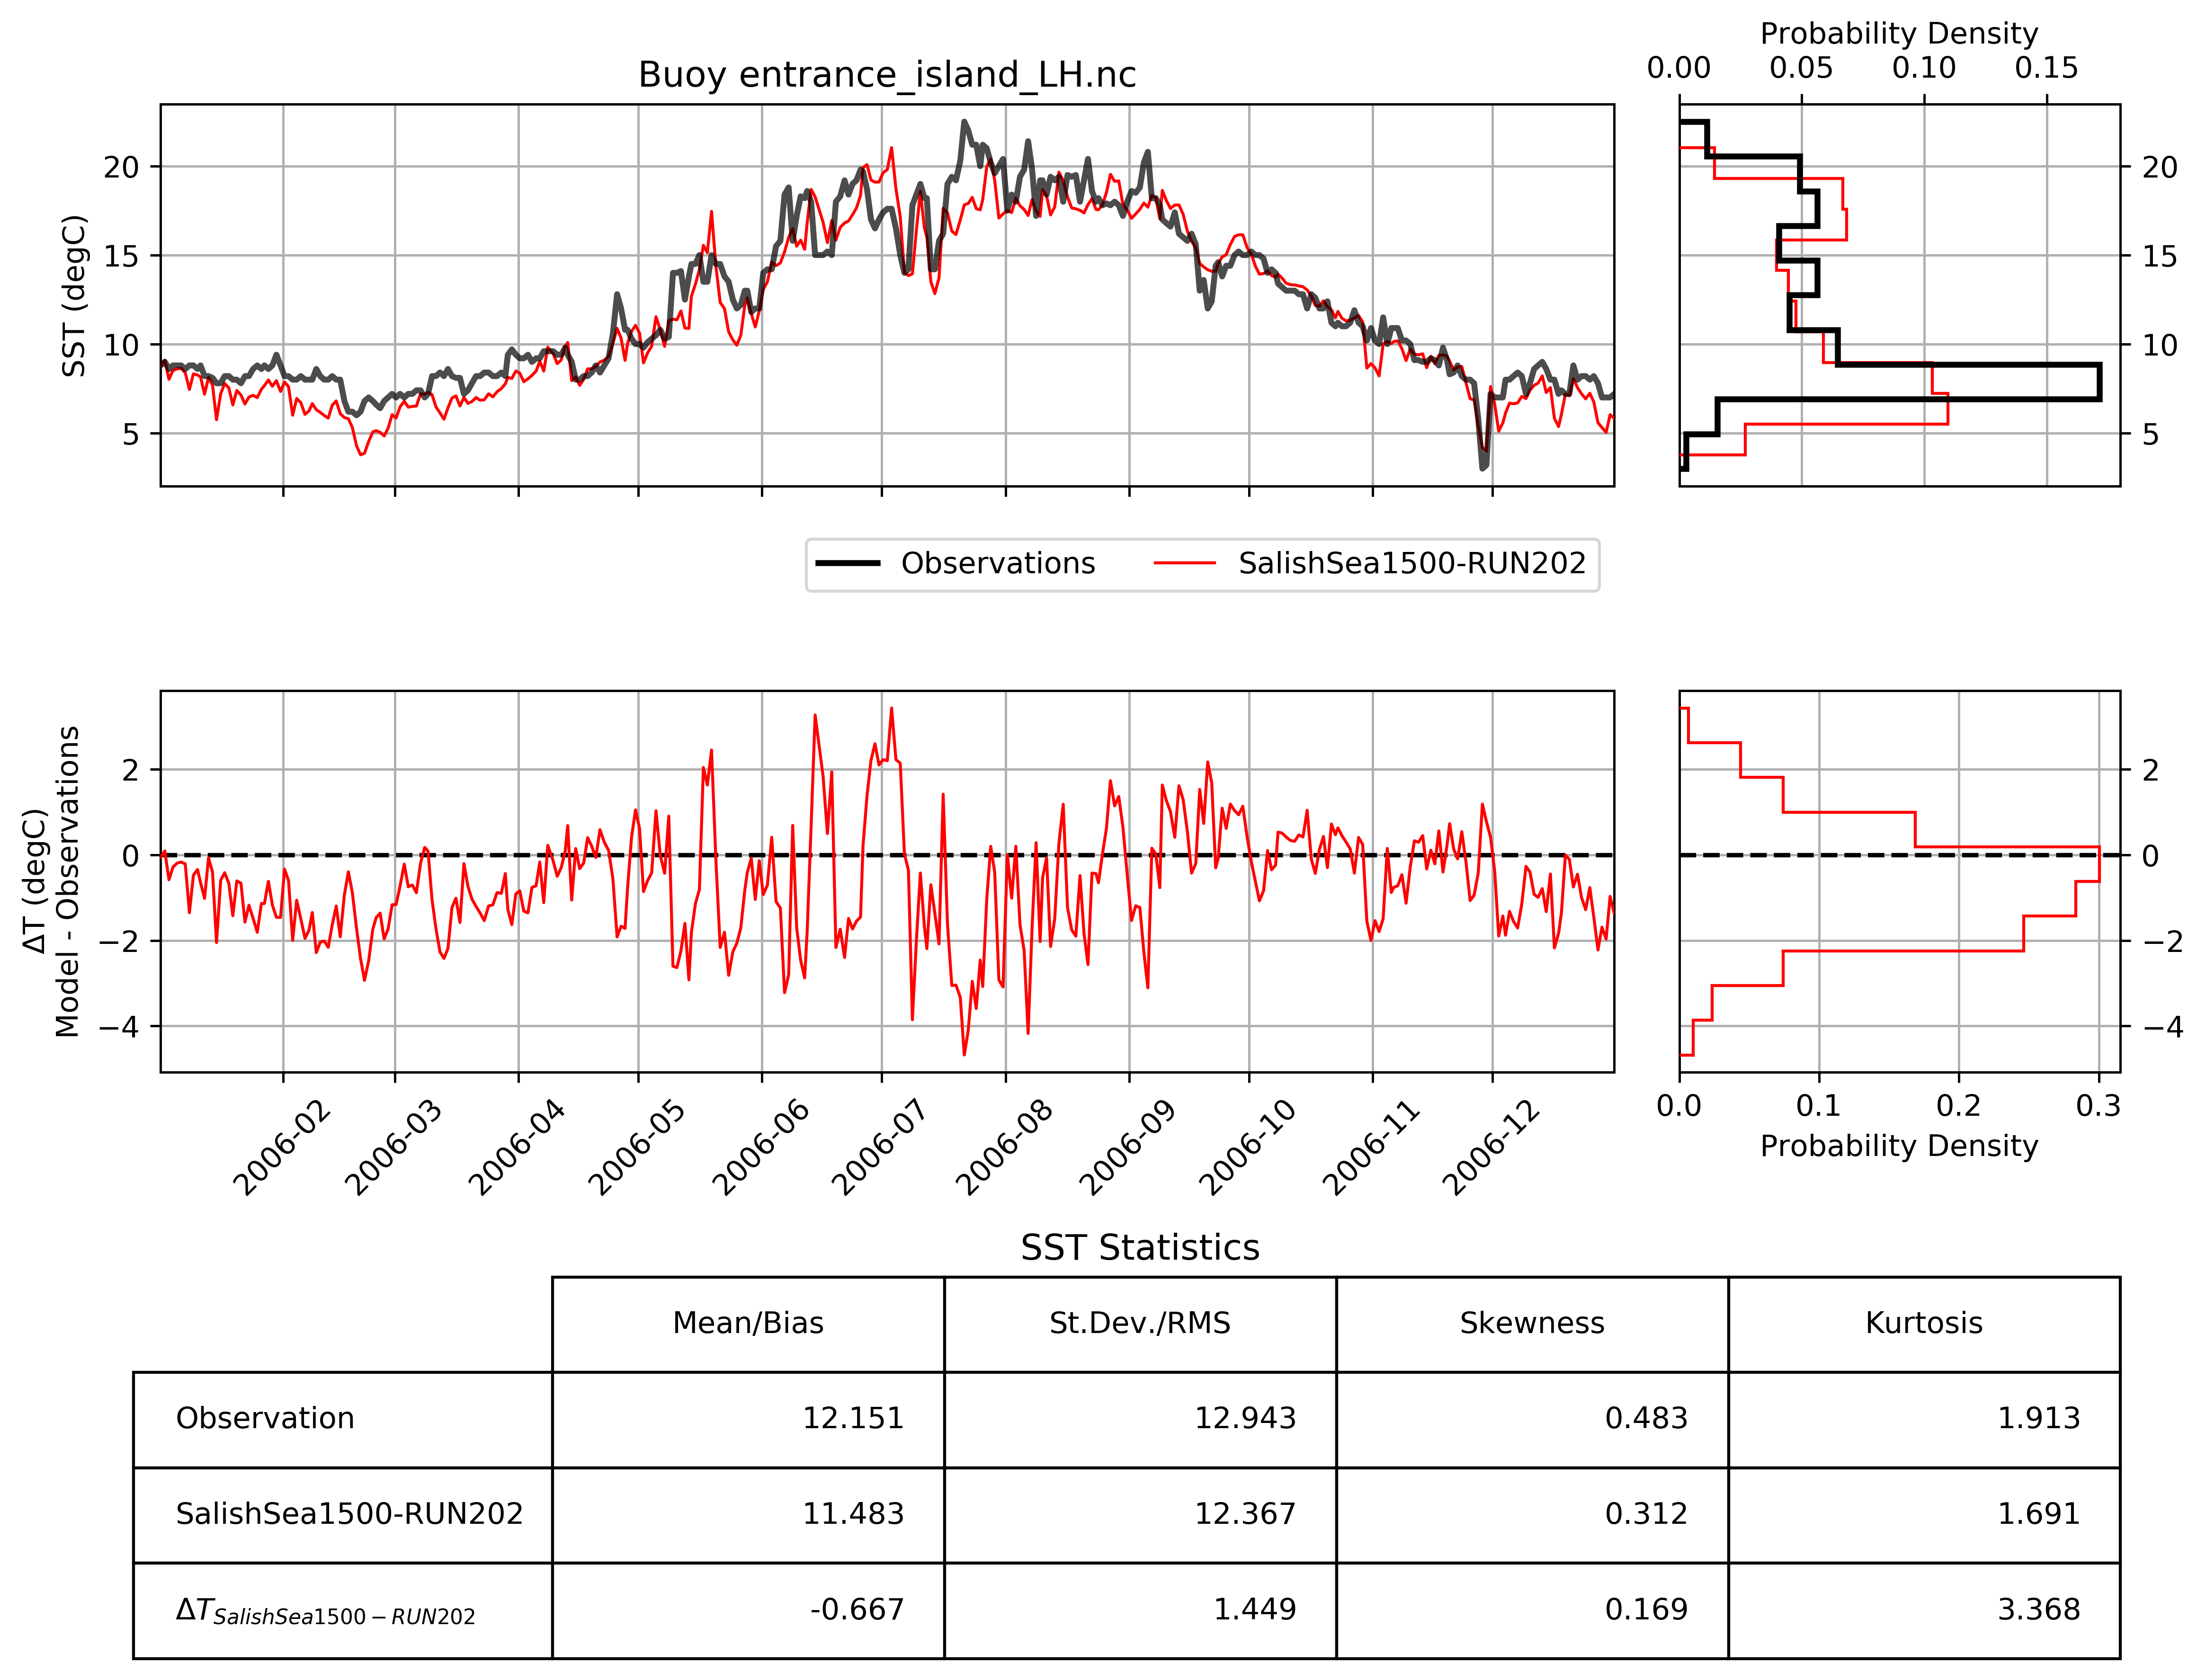 Probability Density
0.00 0.05 0.10 0.15
Buoy entrance_island_LH.nc
SST (degC)
20
15
10
5
20
15
10
5
Observations SalishSea1500-RUN202
ΔT (degC)
Model - Observations
2
0
−2
−4
2
0
−2
−4
2006-02 2006-03 2006-04 2006-05 2006-06 2006-07 2006-08 2006-09 2006-10 2006-11 2006-12
0.0 0.1 0.2 0.3
Probability Density
SST Statistics
Mean/Bias St.Dev./RMS Skewness Kurtosis
Observation 12.151 12.943 0.483 1.913
SalishSea1500-RUN202 11.483 12.367 0.312 1.691
ΔT SalishSea1500−RUN202 -0.667 1.449 0.169 3.368